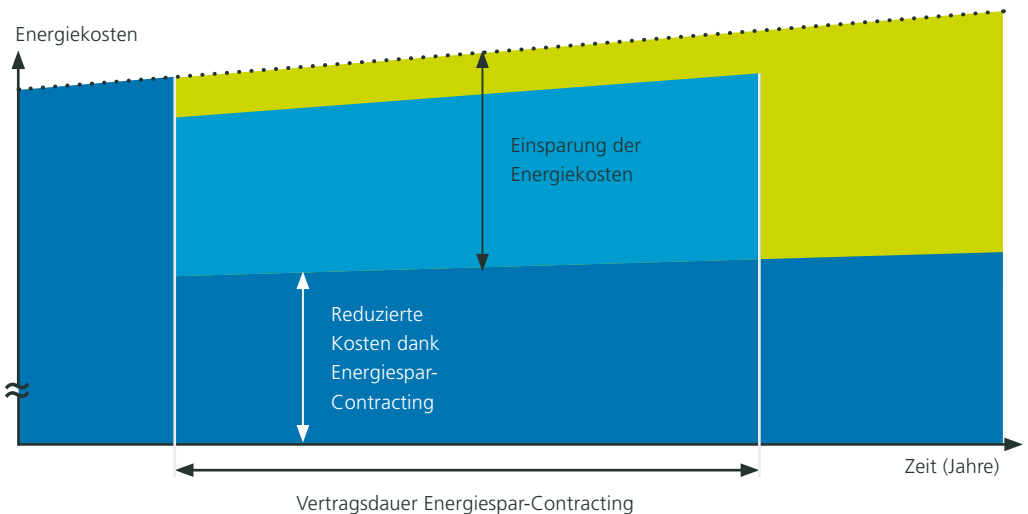 Energiekosten
Einsparung der
Energiekosten
Reduzierte
Kosten dank
Energiespar-
Contracting
Zeit (Jahre)
Vertragsdauer Energiespar-Contracting